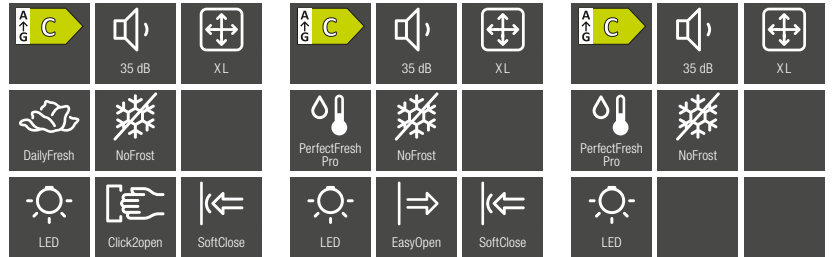 A
G
C
35 dB
XL
DailyFresh
NoFrost
LED
Click2open
SoftClose
A
G
C
35 dB
XL
PerfectFresh
Pro
NoFrost
LED
EasyOpen
SoftClose
A
G
C
35 dB
XL
PerfectFresh
Pro
NoFrost
LED